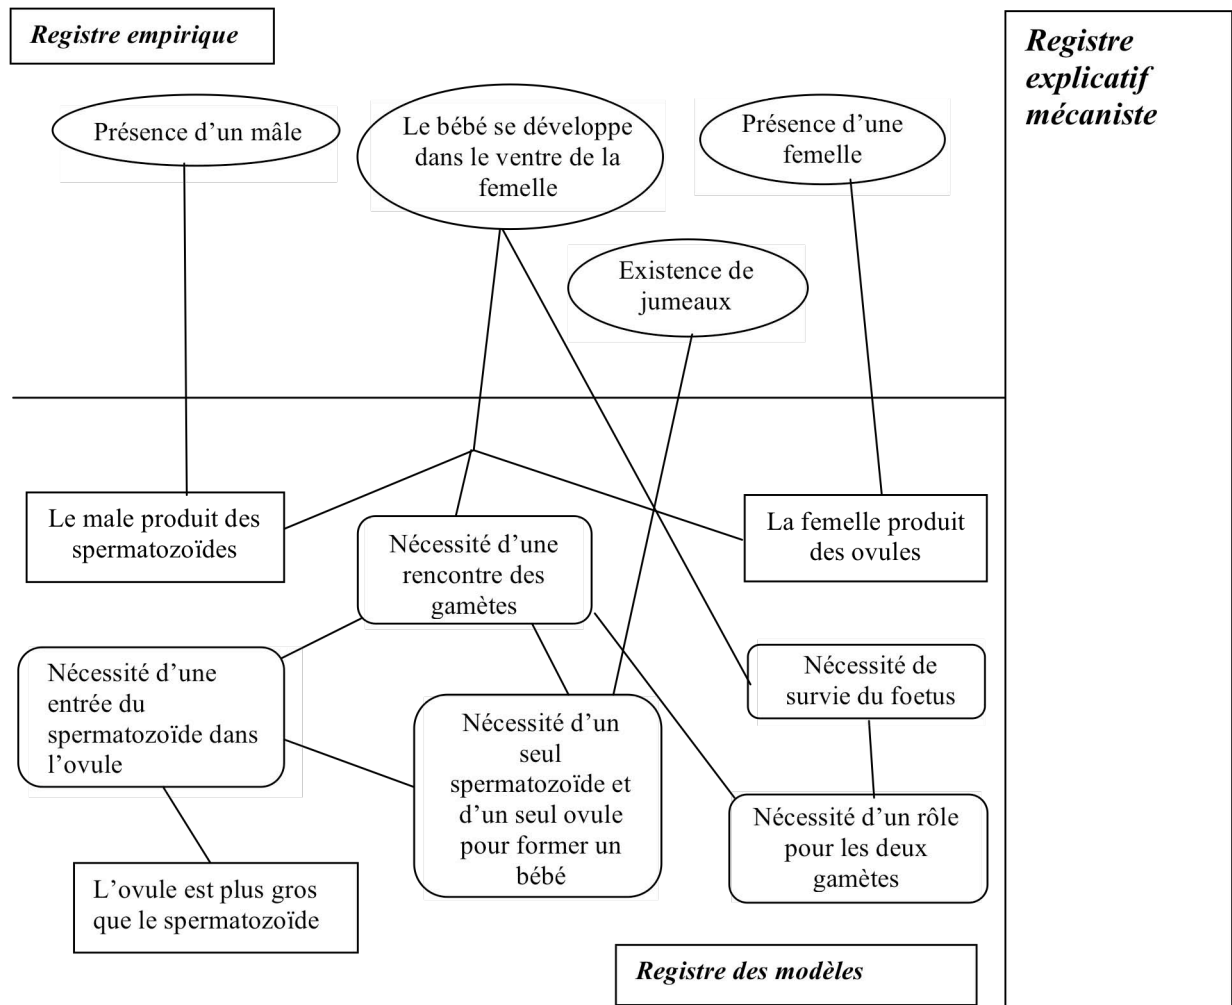 Registre empirique
Registre
explicatif
mécaniste
Présence d’un mâle
Le bébé se développe
dans le ventre de la
femelle
Présence d’une
femelle
Existence de
jumeaux
Le male produit des
spermatozoïdes
Nécessité d’une
rencontre des
gamètes
La femelle produit
des ovules
Nécessité d’une
entrée du
spermatozoïde dans
l’ovule
Nécessité d’un
seul
spermatozoïde et
d’un seul ovule
pour former un
bébé
Nécessité de
survie du foetus
Nécessité d’un rôle
pour les deux
gamètes
L’ovule est plus gros
que le spermatozoïde
Registre des modèles